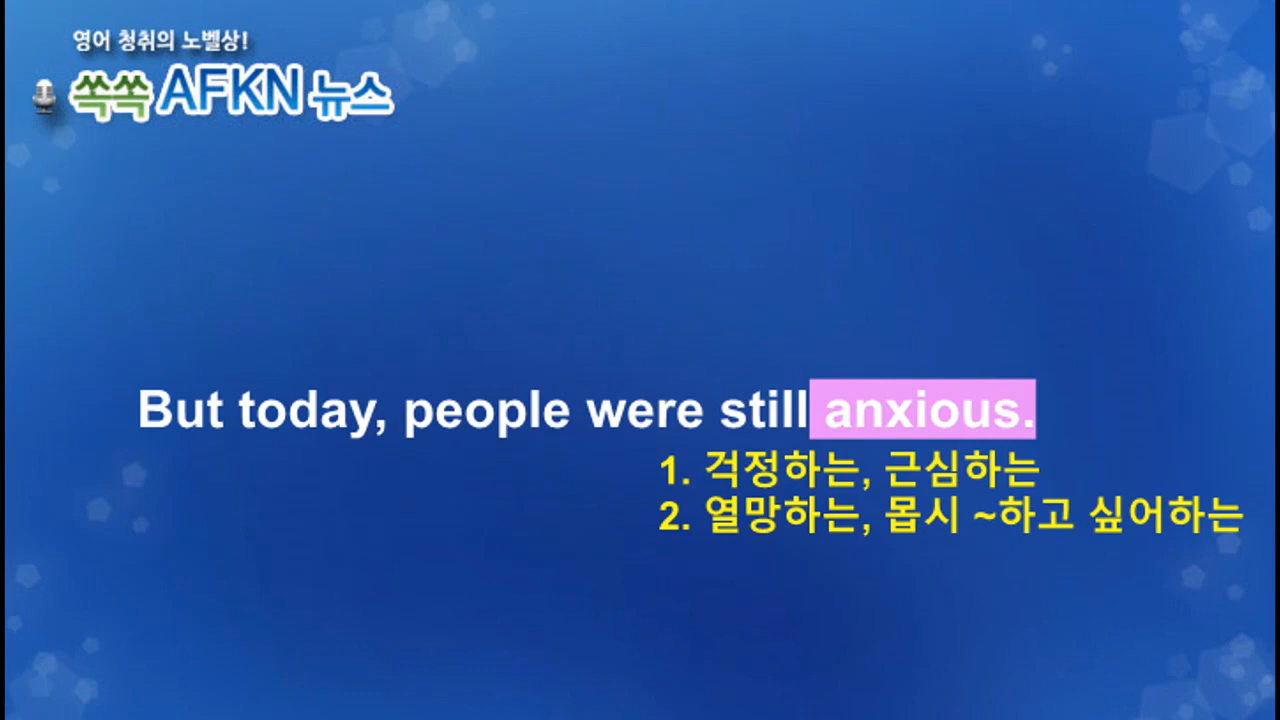 영어 청취의 노벨상!
쏙쏙 AFKN 뉴스
But today, people were still anxious.
1. 걱정하는, 근심하는
2. 열망하는, 몹시 ~하고 싶어하는